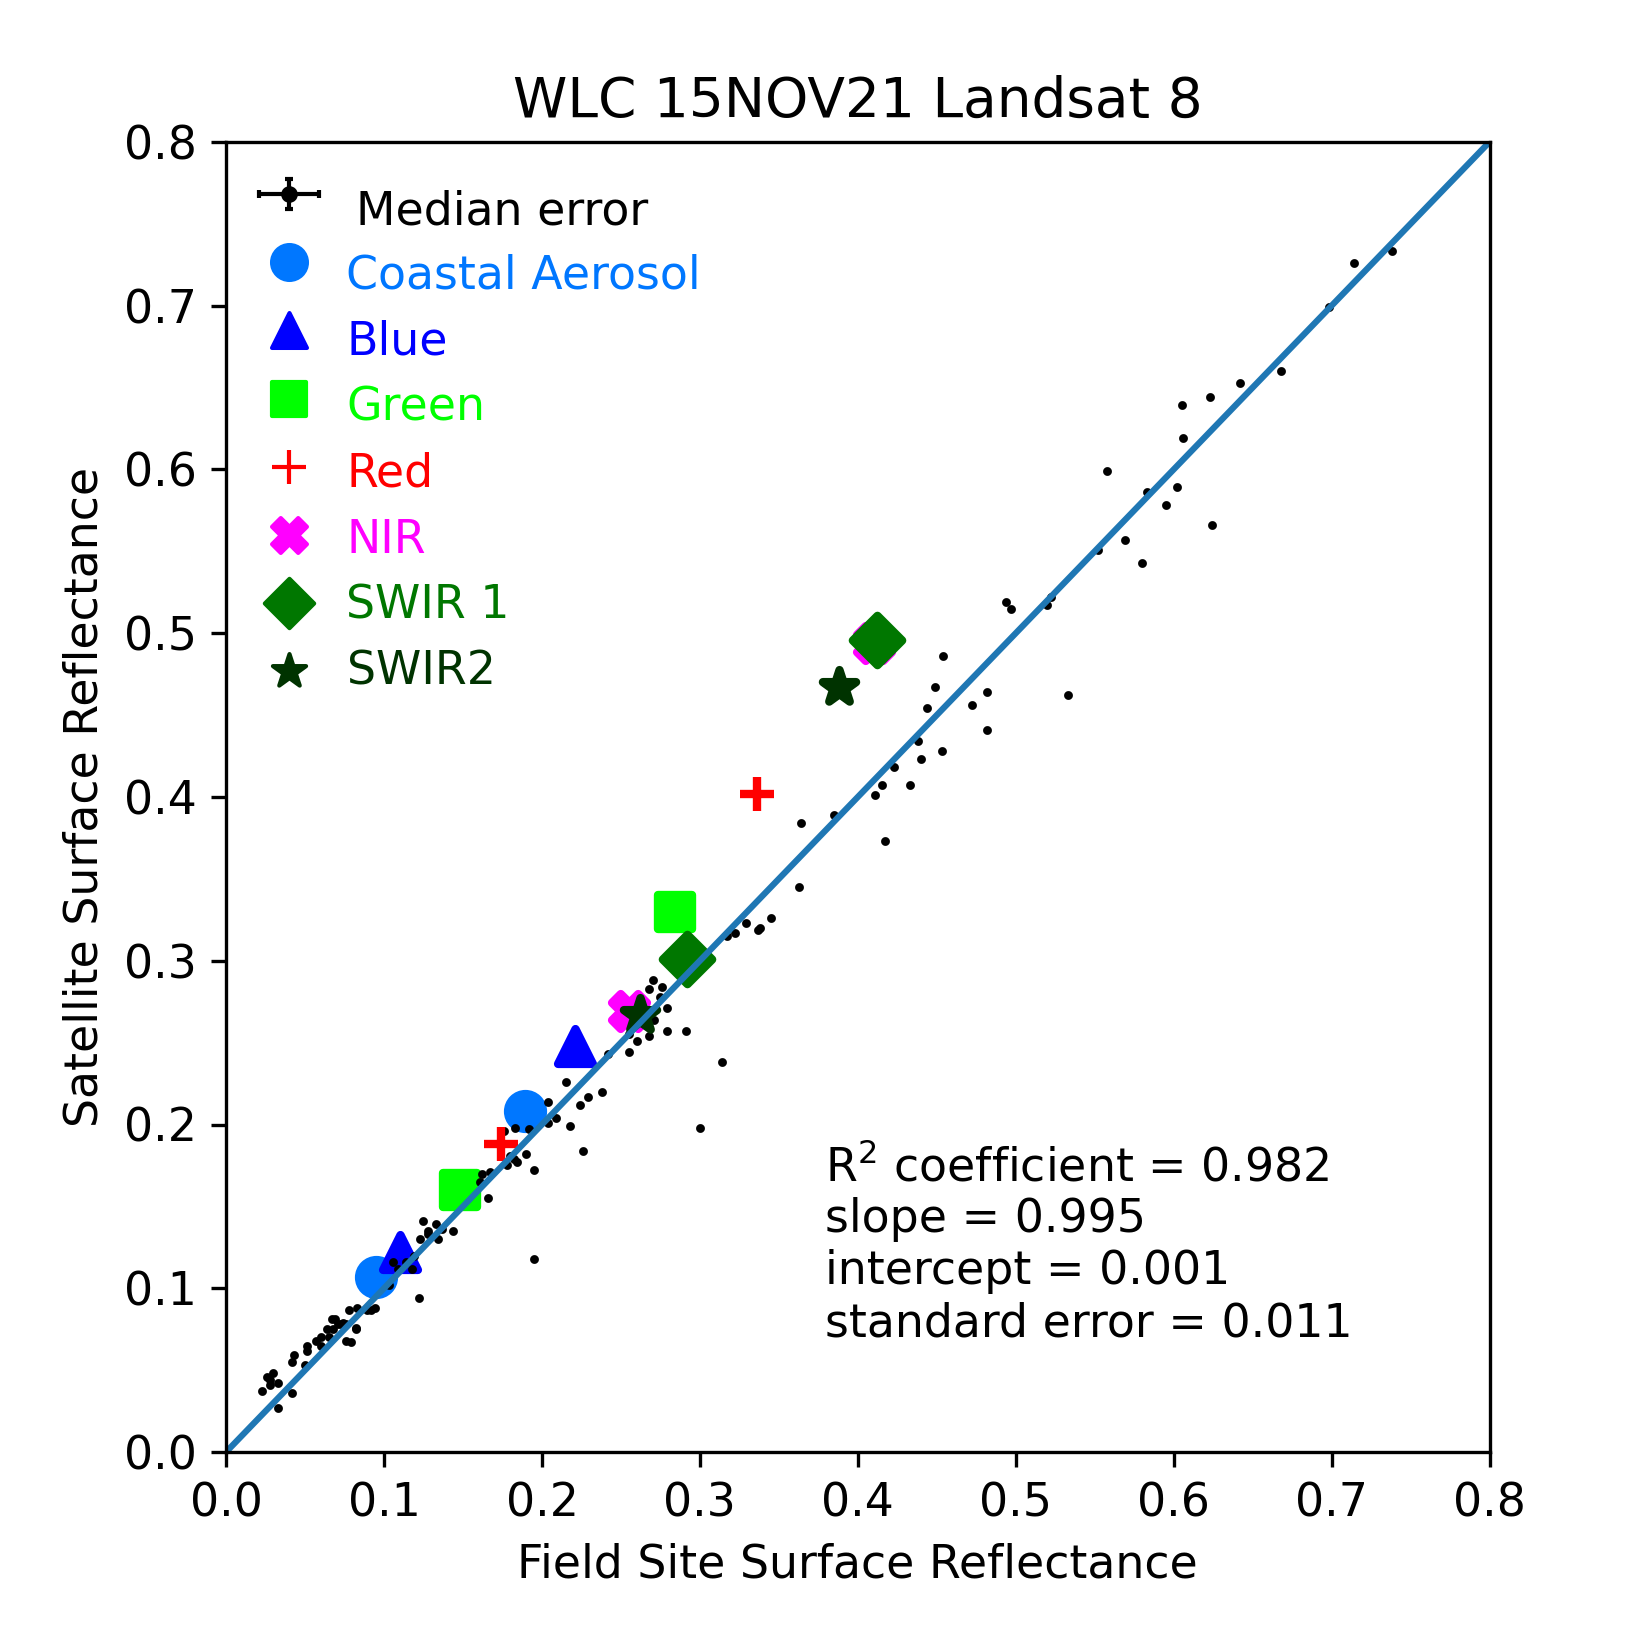 WLC 15NOV21 Landsat 8
0.8
0.7
0.6
0.5
0.4
0.3
0.2
0.1
0.0
Satellite Surface Reflectance
Median error
Coastal Aerosol
Blue
Green
Red
NIR
SWIR 1
SWIR2
R² coefficient = 0.982
slope = 0.995
intercept = 0.001
standard error = 0.011
0.0 0.1 0.2 0.3 0.4 0.5 0.6 0.7 0.8
Field Site Surface Reflectance